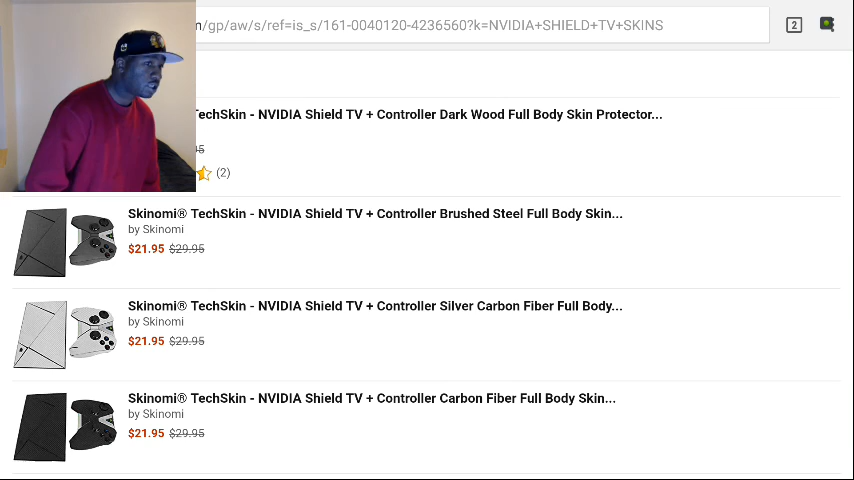 n/gp/aw/s/ref=is_s/161-0040120-4236560?k=NVIDIA+SHIELD+TV+SKINS
2
TechSkin - NVIDIA Shield TV + Controller Dark Wood Full Body Skin Protector...
95
(2)
Skinomi® TechSkin - NVIDIA Shield TV + Controller Brushed Steel Full Body Skin...
by Skinomi
$21.95 $29.95
Skinomi® TechSkin - NVIDIA Shield TV + Controller Silver Carbon Fiber Full Body...
by Skinomi
$21.95 $29.95
Skinomi® TechSkin - NVIDIA Shield TV + Controller Carbon Fiber Full Body Skin...
by Skinomi
$21.95 $29.95